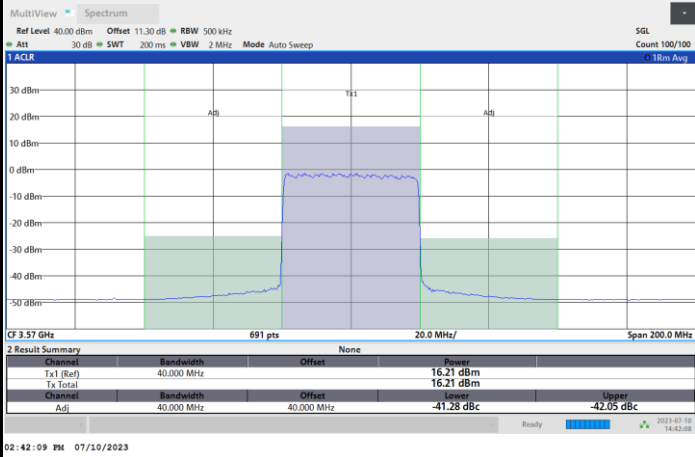 MultiView Spectrum
Ref Level 40.00 dBm Offset 11.30 dB RBW 500 kHz SGL
Att 30 dB SWT 200 ms VBW 2 MHz Mode Auto Sweep Count 100/100
1 ACLR 1Rm Avg
30 dBm
Tx1
20 dBm
Adj Adj
10 dBm
0 dBm
-10 dBm
-20 dBm
-30 dBm
-40 dBm
-50 dBm
CF 3.57 GHz 691 pts 20.0 MHz/ Span 200.0 MHz
2 Result Summary None
Channel Bandwidth Offset Power
Tx1 (Ref) 40.000 MHz 16.21 dBm
Tx Total 16.21 dBm
Channel Bandwidth Offset Lower Upper
Adj 40.000 MHz 40.000 MHz -41.28 dBc -42.05 dBc
Ready 2023-07-10
14:42:08
02:42:09 PM 07/10/2023